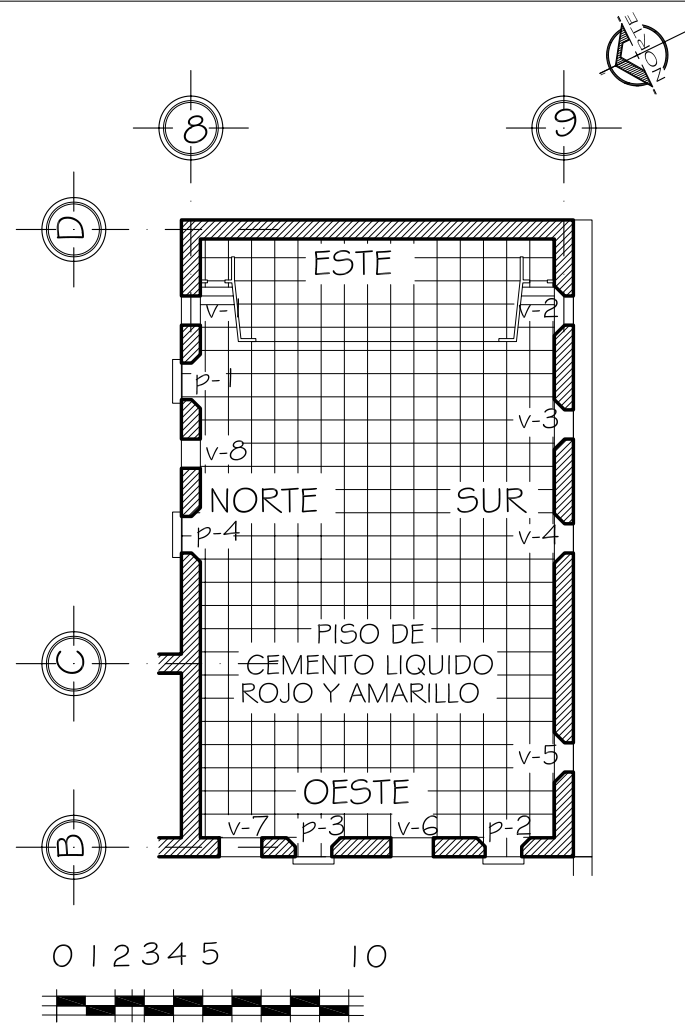 NORTE
8 9
D
ESTE
v-1 v-2
p-1
v-3
v-8
NORTE SUR
p-4 v-4
PISO DE
C CEMENTO LIQUIDO
ROJO Y AMARILLO
v-5
OESTE
B v-7 p-3 v-6 p-2
0 1 2 3 4 5 10